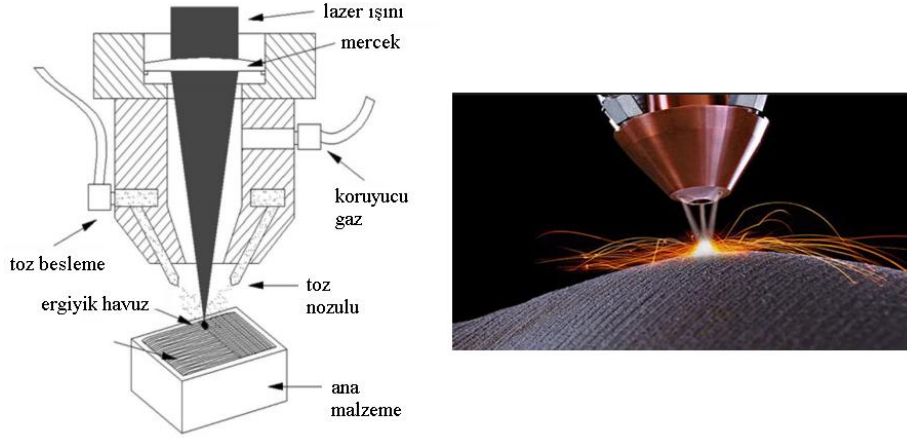 lazer ışını
mercek
koruyucu
gaz
toz besleme
toz
nozulu
ergiyik havuz
ana
malzeme